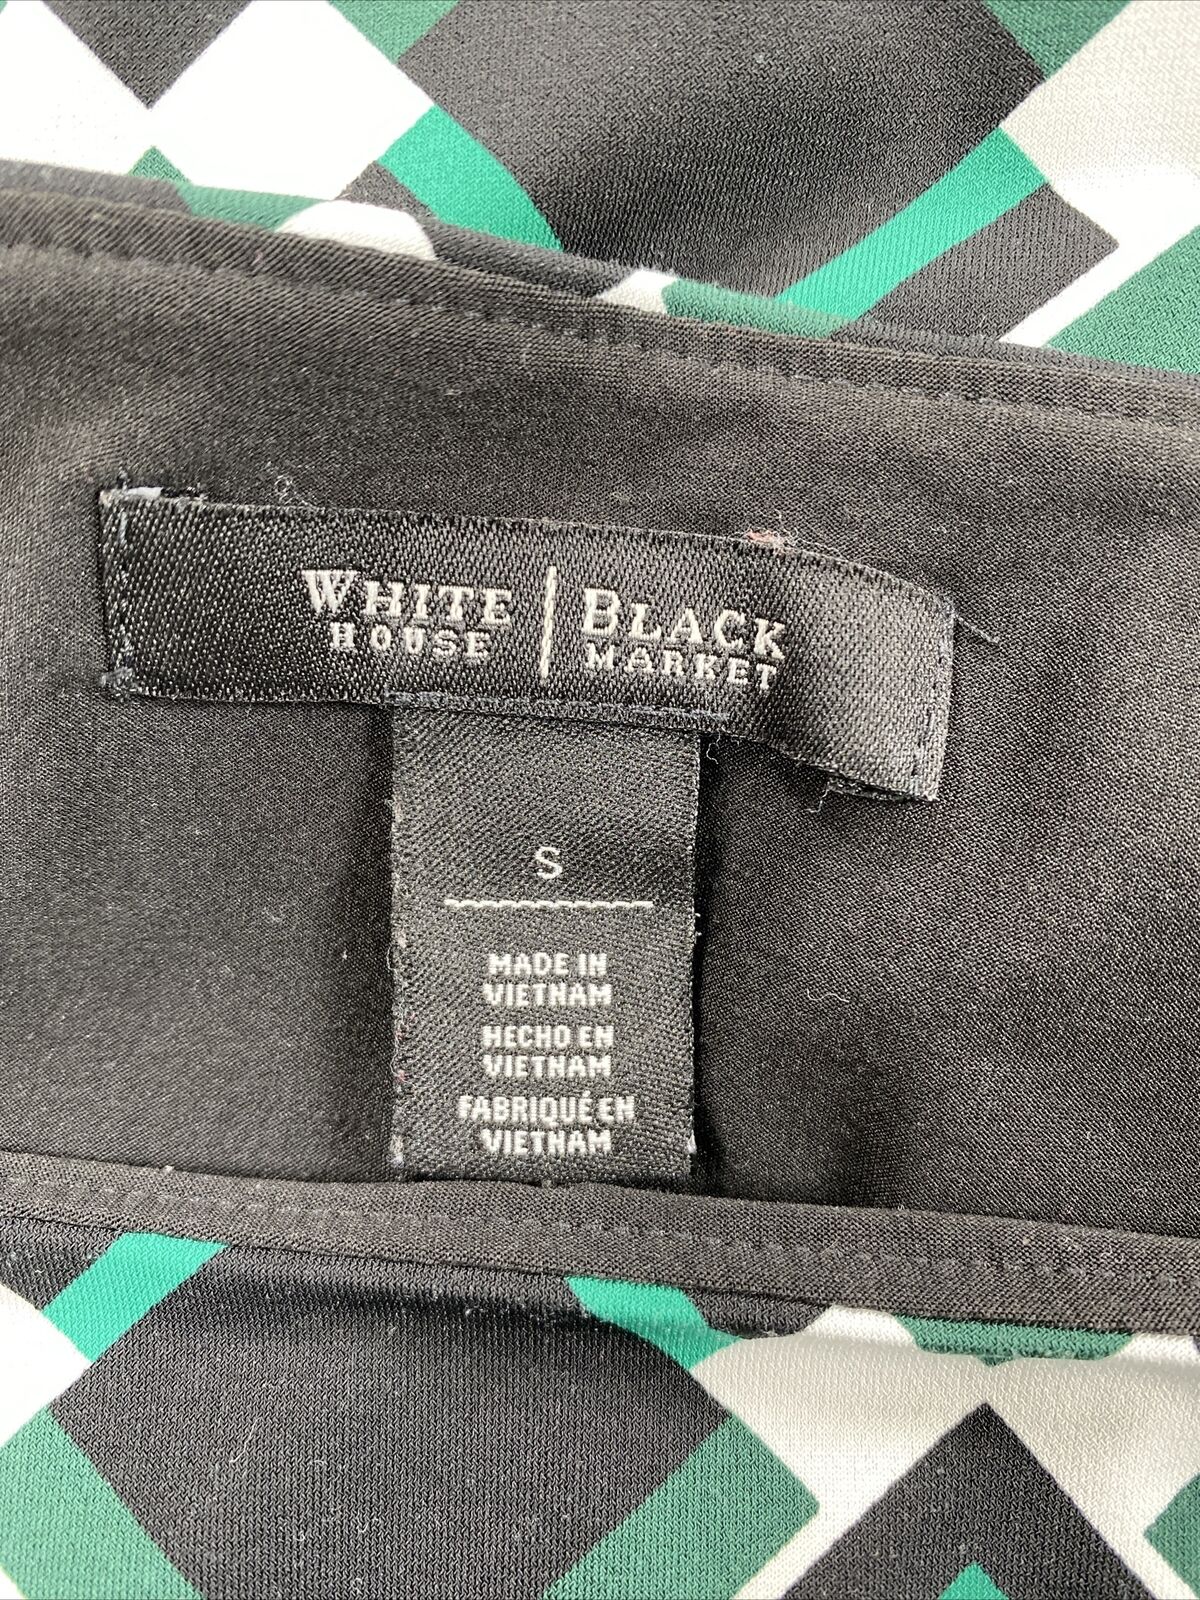 WHITE | BLACK
HOUSE | MARKET
S
MADE IN
VIETNAM
HECHO EN
VIETNAM
FABRIQUÉ EN
VIETNAM